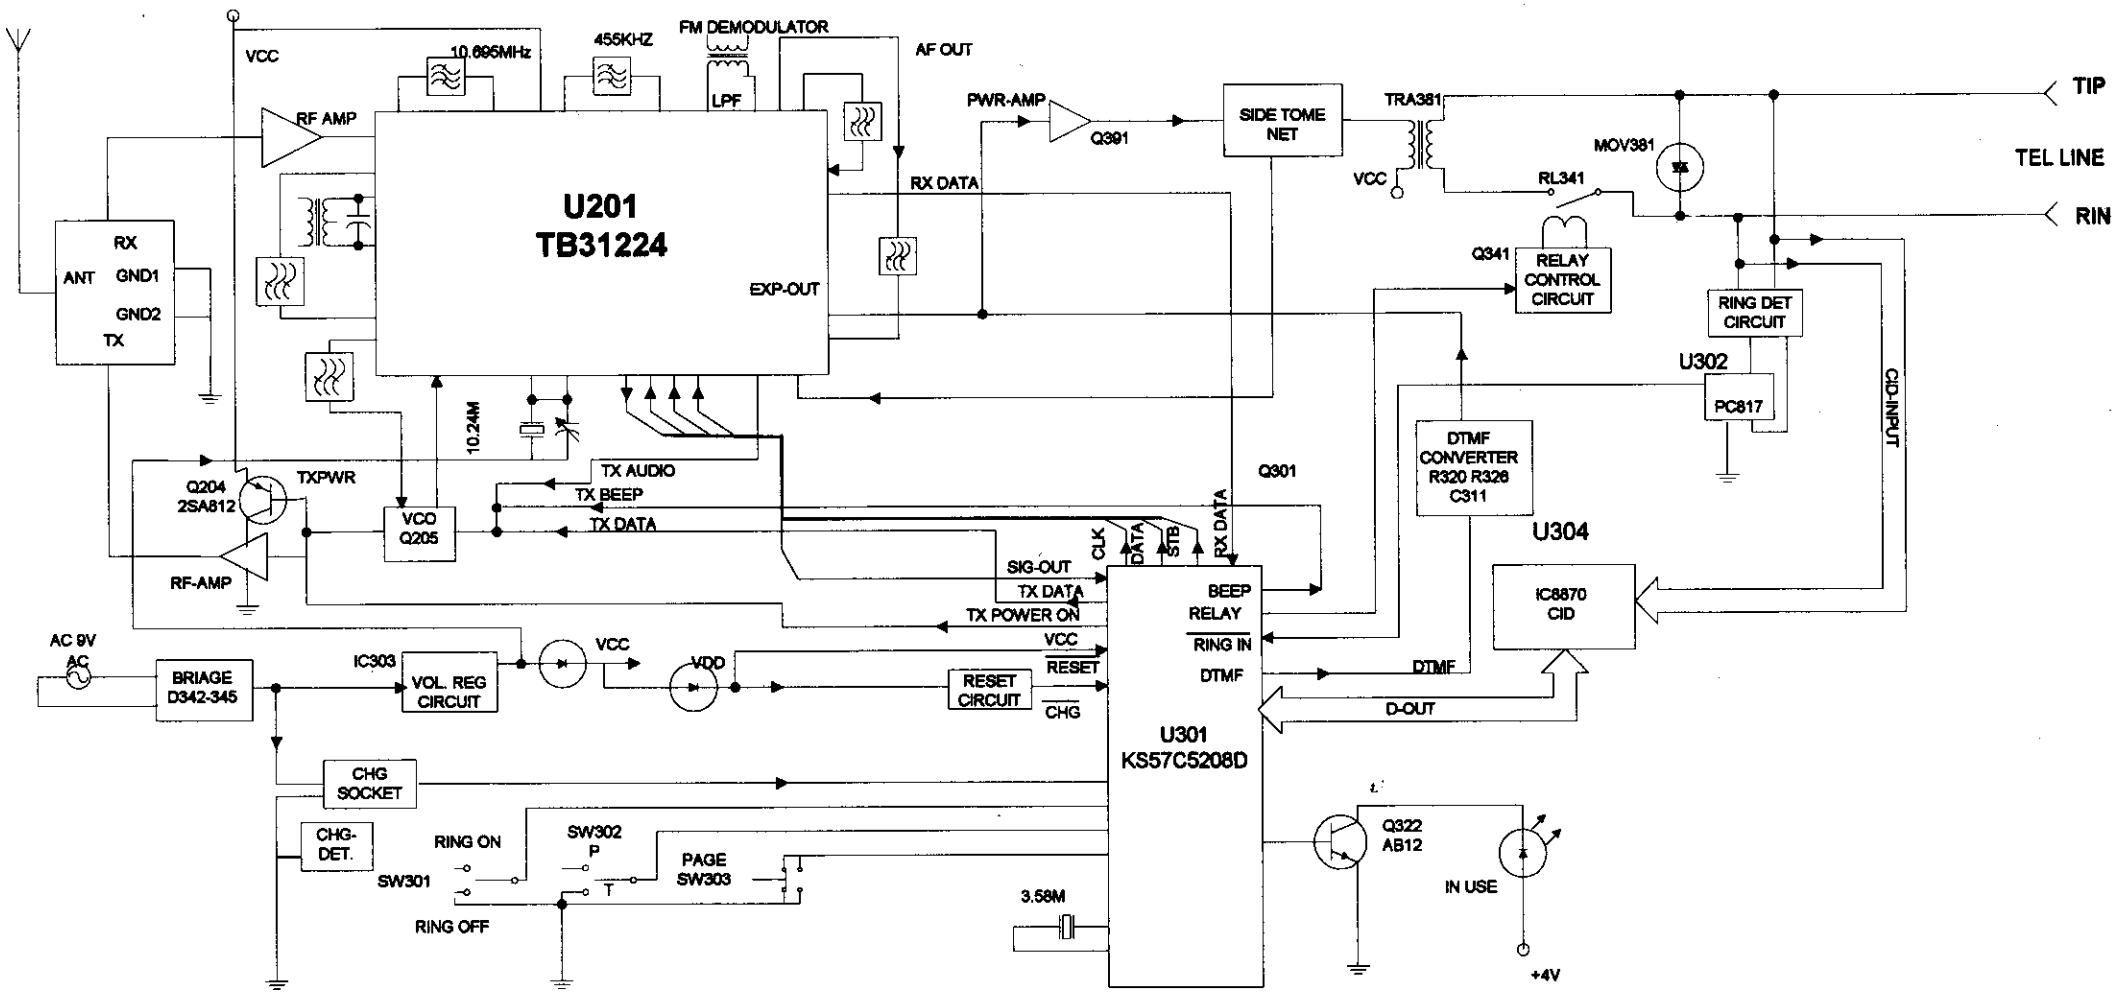 VCC
10.695MHz
455KHZ
FM DEMODULATOR
LPF
AF OUT
RF AMP
PWR-AMP
Q391
SIDE TOME
NET
TRA381
VCC
MOV381
RL341
TIP
TEL LINE
RIN
U201
TB31224
RX DATA
EXP-OUT
RX
ANT
GND1
GND2
TX
Q341
RELAY
CONTROL
CIRCUIT
RING DET
CIRCUIT
U302
PC817
CID-INPUT
10.24M
TXPWR
Q204
2SA812
VCO
Q205
TX AUDIO
TX BEEP
TX DATA
Q301
DTMF
CONVERTER
R320 R326
C311
U304
IC8870
CID
RF-AMP
CLK
DATA
STB
RX DATA
SIG-OUT
TX DATA
TX POWER ON
VCC
RESET
CHG
BEEP
RELAY
RING IN
DTMF
DTMF
D-OUT
U301
KS57C5208D
AC 9V
AC
BRIAGE
D342-345
IC303
VOL. REG
CIRCUIT
VCC
VDD
RESET
CIRCUIT
CHG
SOCKET
CHG-
DET.
RING ON
SW301
RING OFF
SW302
P
T
PAGE
SW303
3.58M
Q322
AB12
IN USE
+4V